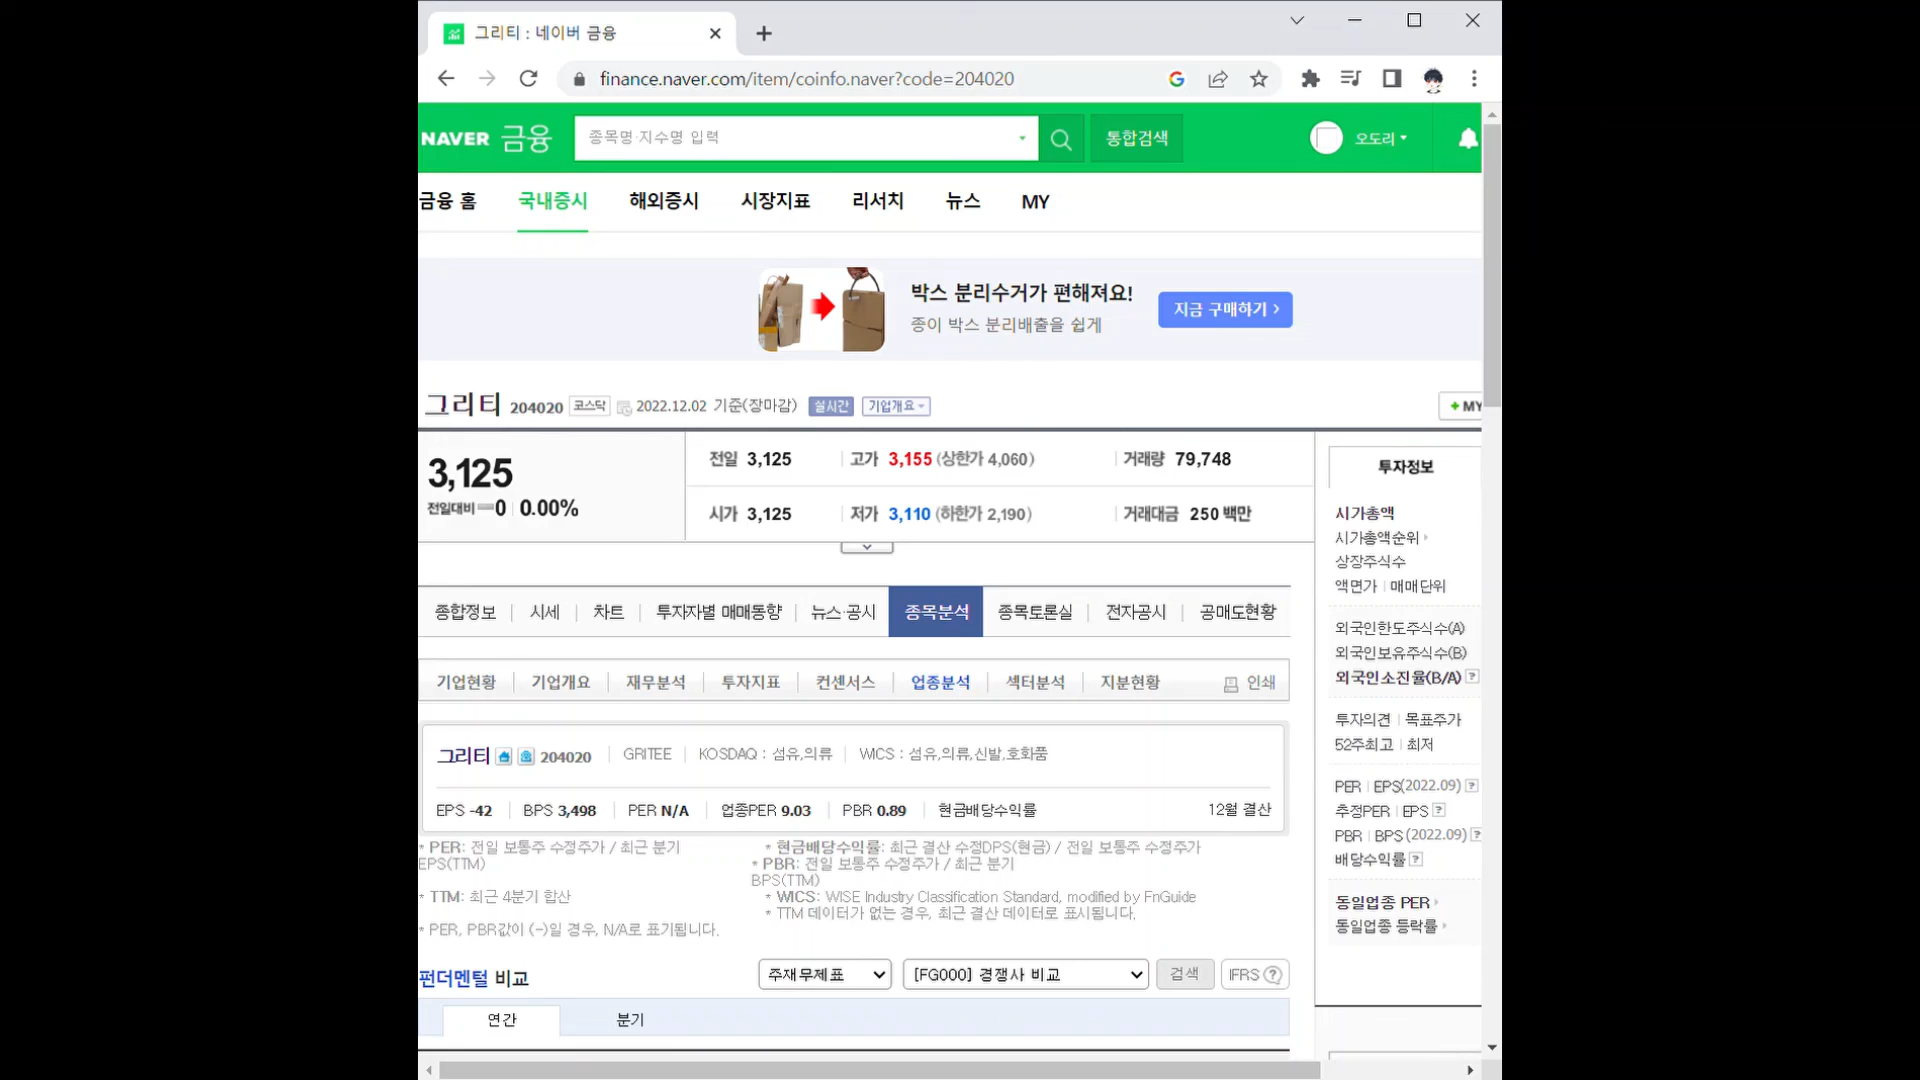 그리티 : 네이버 금융
finance.naver.com/item/coinfo.naver?code=204020
NAVER 금융
종목명·지수명 입력
통합검색
오도리
금융 홈 국내증시 해외증시 시장지표 리서치 뉴스 MY
박스 분리수거가 편해져요!
종이 박스 분리배출을 쉽게
지금 구매하기 >
그리티 204020 코스닥 2022.12.02 기준(장마감) 실시간 기업개요
+ MY
3,125
전일대비 0 0.00%
전일 3,125 고가 3,155 (상한가 4,060) 거래량 79,748
시가 3,125 저가 3,110 (하한가 2,190) 거래대금 250 백만
투자정보
시가총액
시가총액순위
상장주식수
액면가 | 매매단위
외국인한도주식수(A)
외국인보유주식수(B)
외국인소진율(B/A) ?
투자의견 | 목표주가
52주최고 | 최저
PER | EPS(2022.09) ?
추정PER | EPS ?
PBR | BPS (2022.09) ?
배당수익률 ?
동일업종 PER
동일업종 등락률
종합정보 시세 차트 투자자별 매매동향 뉴스·공시 종목분석 종목토론실 전자공시 공매도현황
기업현황 기업개요 재무분석 투자지표 컨센서스 업종분석 섹터분석 지분현황 인쇄
그리티 204020 GRITEE KOSDAQ : 섬유,의류 WICS : 섬유,의류,신발,호화품
EPS -42 BPS 3,498 PER N/A 업종PER 9.03 PBR 0.89 현금배당수익률 12월 결산
* PER: 전일 보통주 수정주가 / 최근 분기
EPS(TTM)
* TTM: 최근 4분기 합산
* PER, PBR값이 (-)일 경우, N/A로 표기됩니다.
* 현금배당수익률: 최근 결산 수정DPS(현금) / 전일 보통주 수정주가
* PBR: 전일 보통주 수정주가 / 최근 분기
BPS(TTM)
* WICS: WISE Industry Classification Standard, modified by FnGuide
* TTM 데이터가 없는 경우, 최근 결산 데이터로 표시됩니다.
펀더멘털 비교
주재무제표 [FG000] 경쟁사 비교 검색 IFRS ?
연간 분기